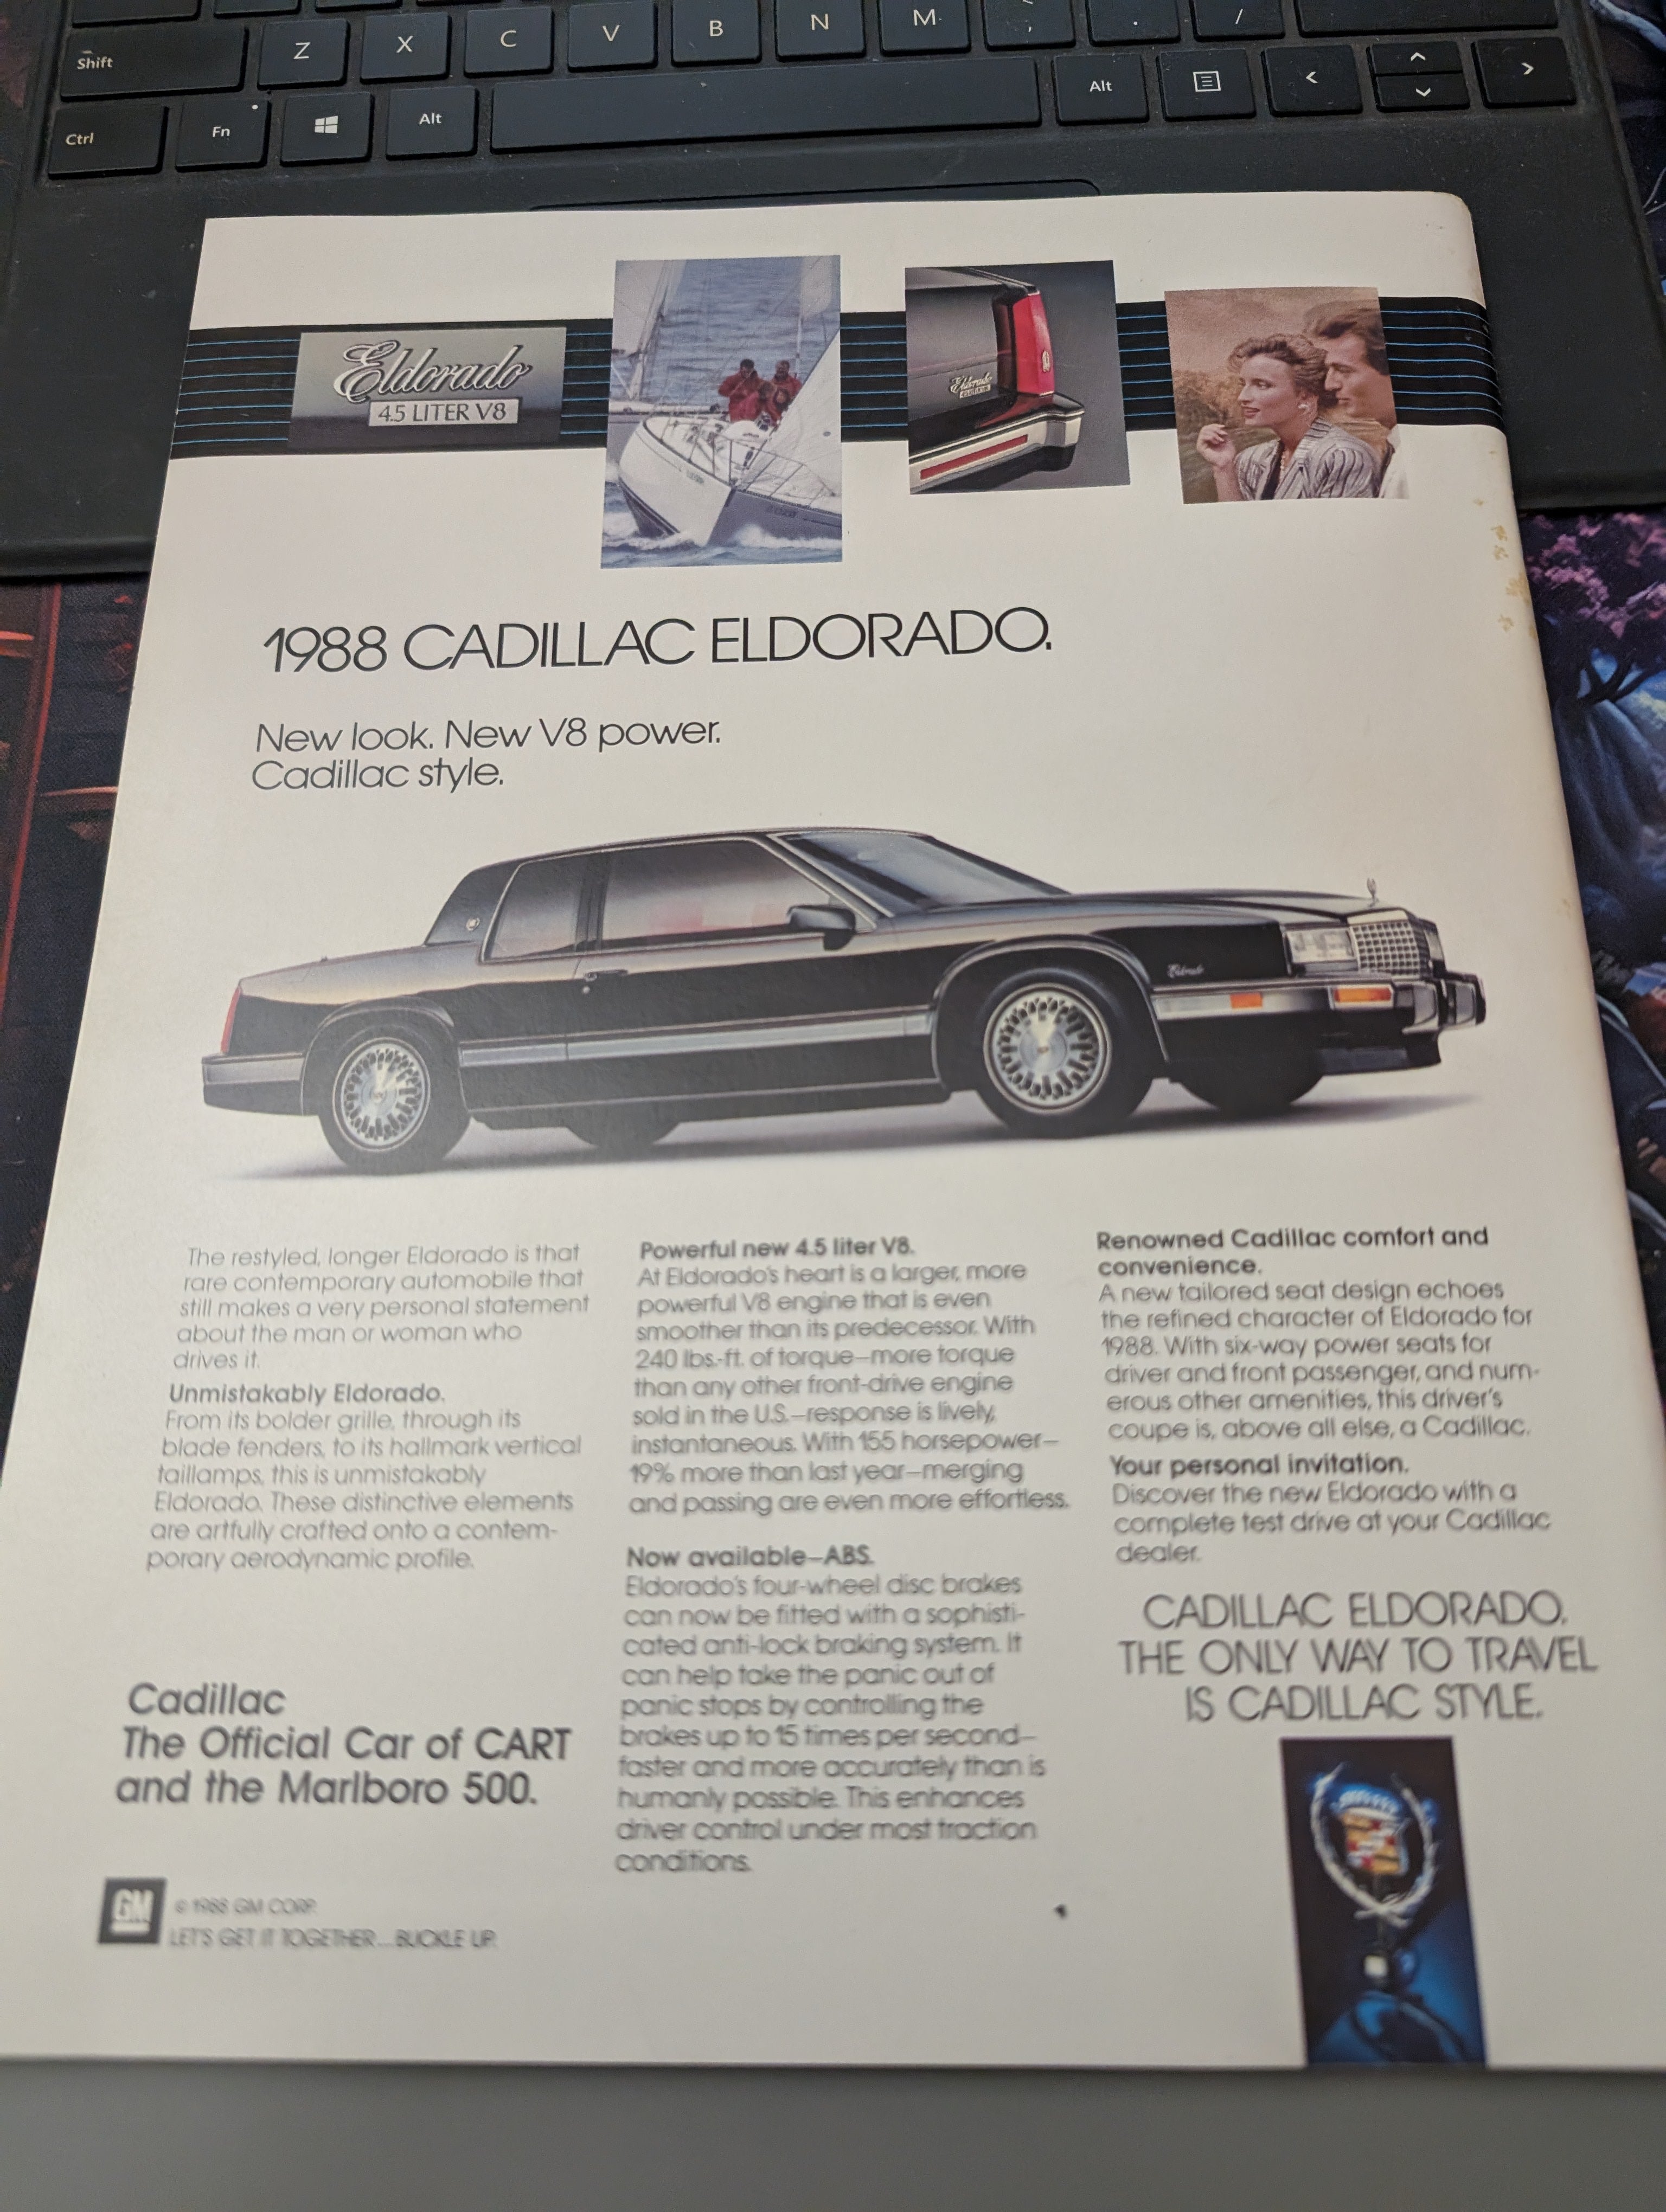 Shift
Z
X
C
V
B
N
M
Ctrl
Fn
Alt
Alt
Eldorado
4.5 LITER V8
Eldorado
1988 CADILLAC ELDORADO.
New look. New V8 power.
Cadillac style.
Eldorado
The restyled, longer Eldorado is that
rare contemporary automobile that
still makes a very personal statement
about the man or woman who
drives it.
Unmistakably Eldorado.
From its bolder grille, through its
blade fenders, to its hallmark vertical
taillamps, this is unmistakably
Eldorado. These distinctive elements
are artfully crafted onto a contem-
porary aerodynamic profile.
Cadillac
The Official Car of CART
and the Marlboro 500.
GM
© 1988 GM CORP.
LET'S GET IT TOGETHER...BUCKLE UP.
Powerful new 4.5 liter V8.
At Eldorado's heart is a larger, more
powerful V8 engine that is even
smoother than its predecessor. With
240 lbs.-ft. of torque—more torque
than any other front-drive engine
sold in the U.S.—response is lively,
instantaneous. With 155 horsepower—
19% more than last year—merging
and passing are even more effortless.
Now available—ABS.
Eldorado's four-wheel disc brakes
can now be fitted with a sophisti-
cated anti-lock braking system. It
can help take the panic out of
panic stops by controlling the
brakes up to 15 times per second—
faster and more accurately than is
humanly possible. This enhances
driver control under most traction
conditions.
Renowned Cadillac comfort and
convenience.
A new tailored seat design echoes
the refined character of Eldorado for
1988. With six-way power seats for
driver and front passenger, and num-
erous other amenities, this driver's
coupe is, above all else, a Cadillac.
Your personal invitation.
Discover the new Eldorado with a
complete test drive at your Cadillac
dealer.
CADILLAC ELDORADO.
THE ONLY WAY TO TRAVEL
IS CADILLAC STYLE.